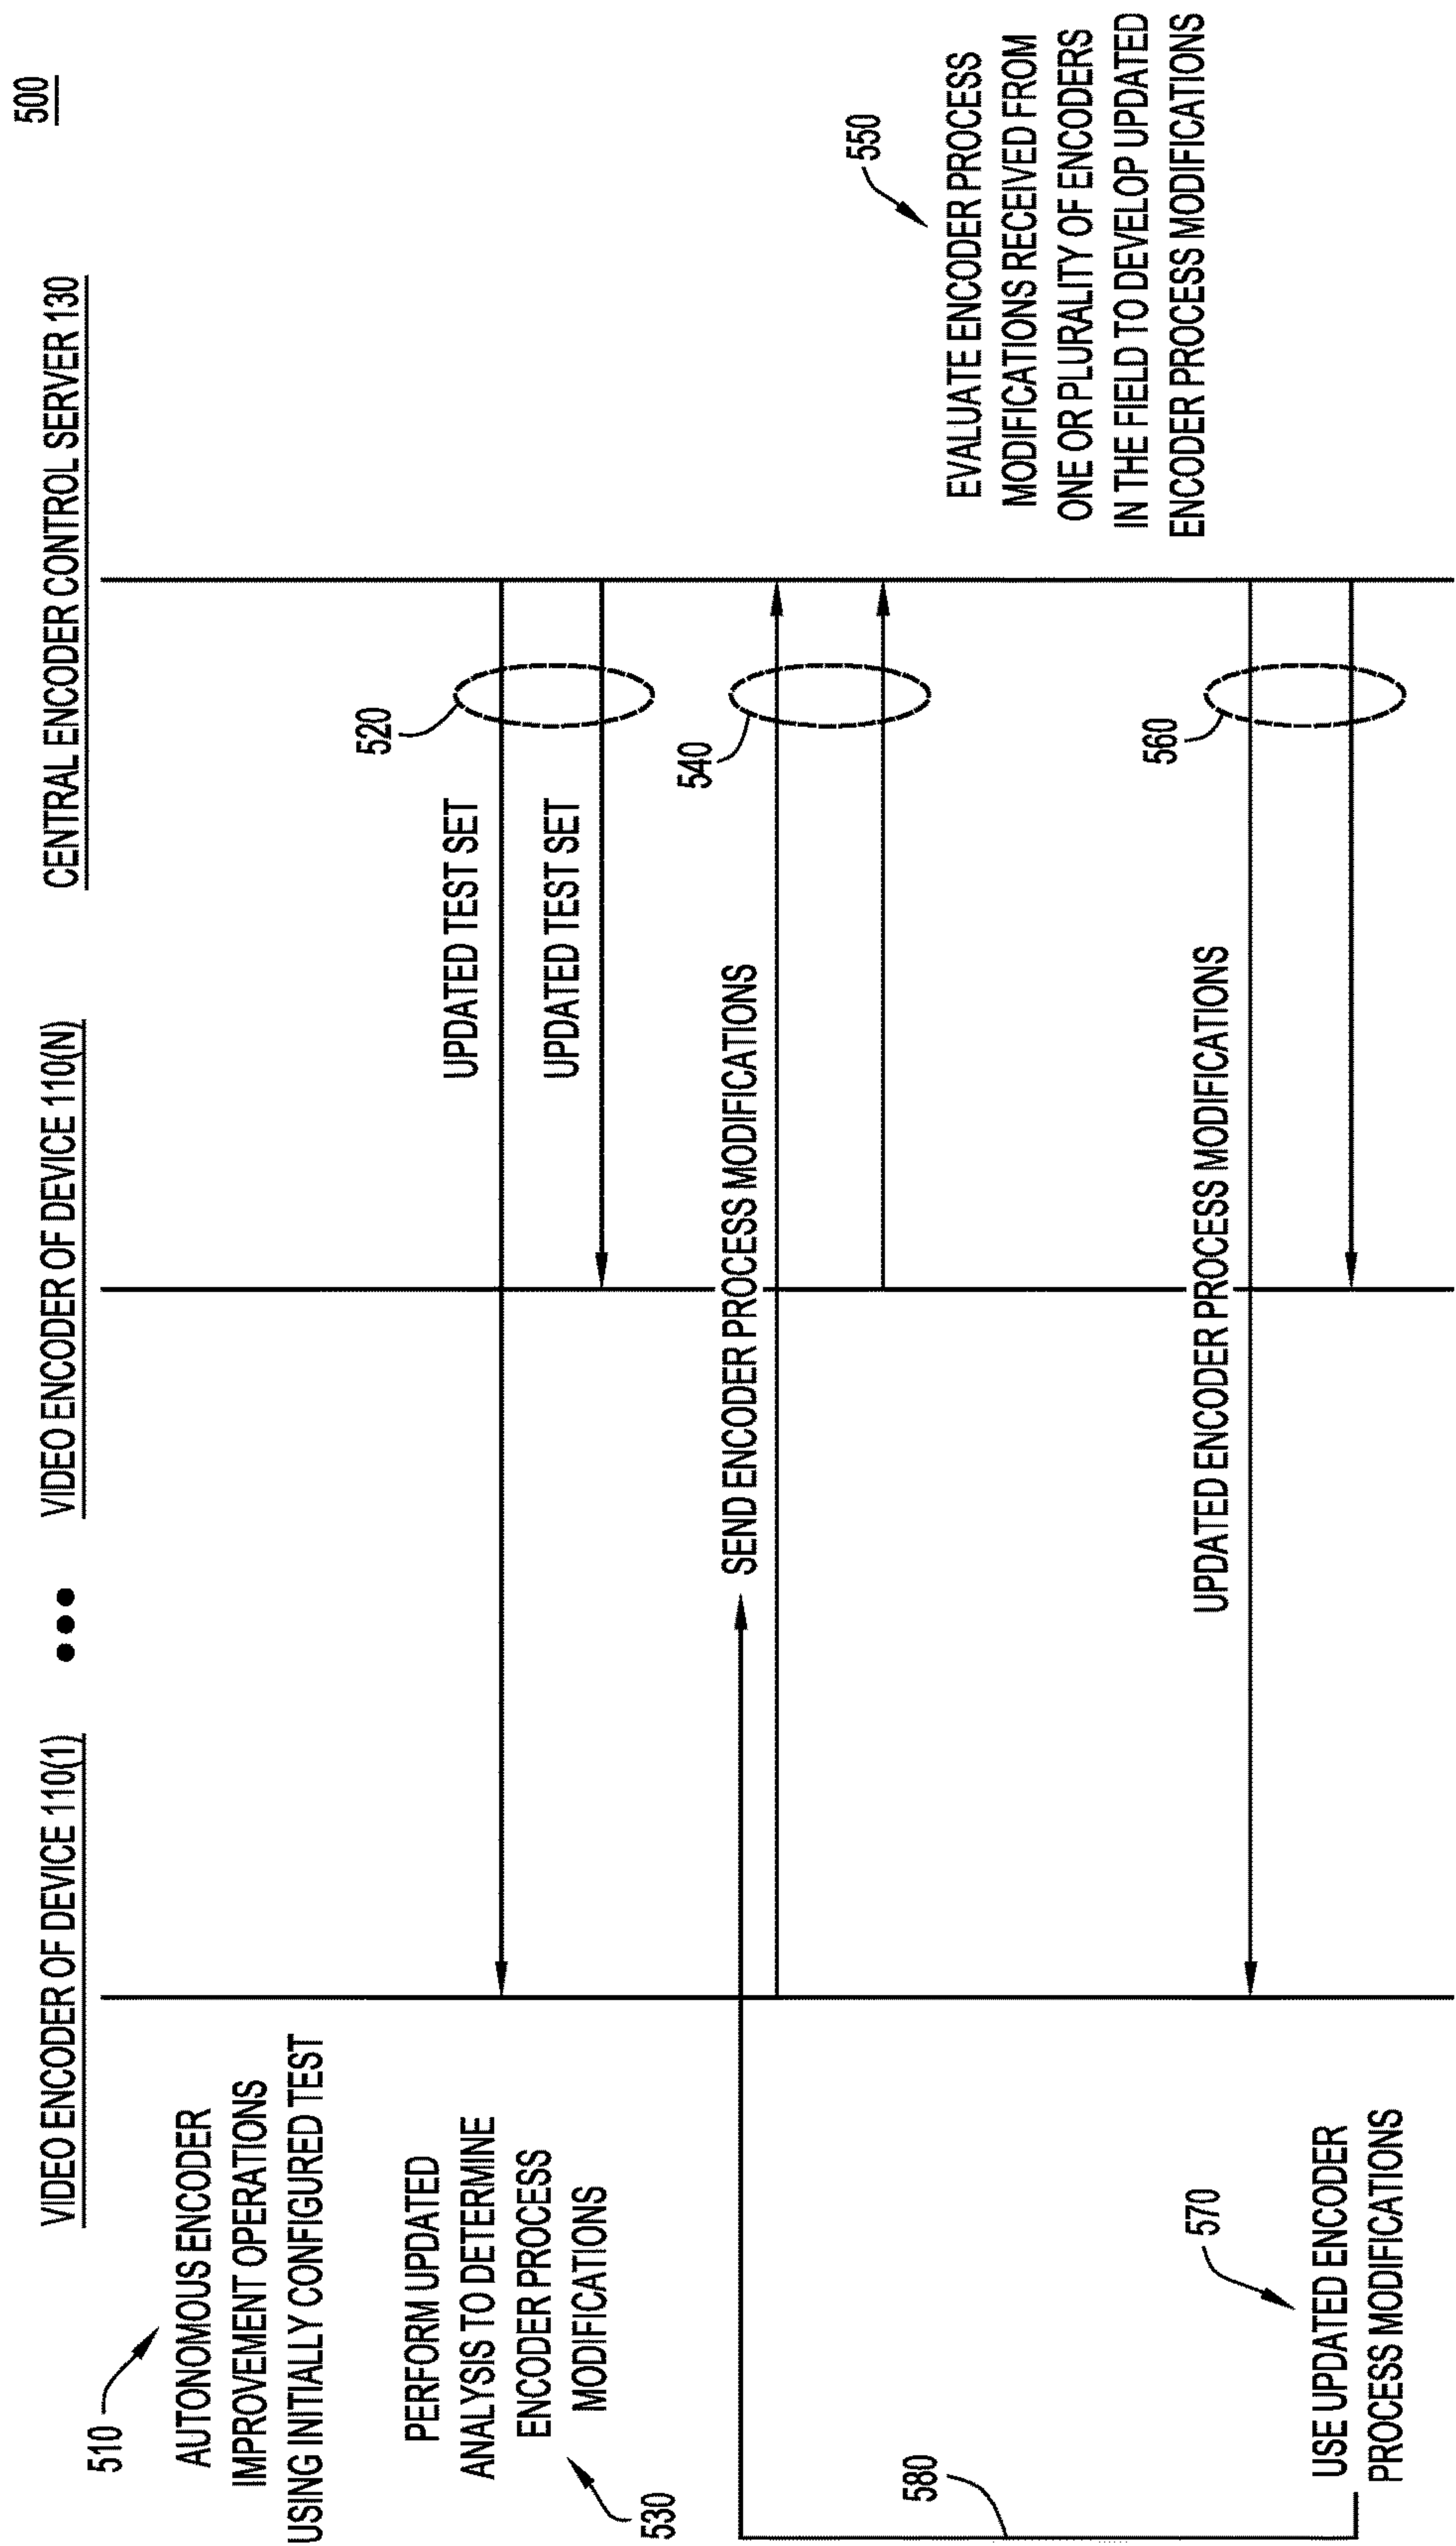 500
VIDEO ENCODER OF DEVICE 110(1)
VIDEO ENCODER OF DEVICE 110(N)
CENTRAL ENCODER CONTROL SERVER 130
510
AUTONOMOUS ENCODER
IMPROVEMENT OPERATIONS
USING INITIALLY CONFIGURED TEST
520
UPDATED TEST SET
UPDATED TEST SET
530
PERFORM UPDATED
ANALYSIS TO DETERMINE
ENCODER PROCESS
MODIFICATIONS
SEND ENCODER PROCESS MODIFICATIONS
540
550
EVALUATE ENCODER PROCESS
MODIFICATIONS RECEIVED FROM
ONE OR PLURALITY OF ENCODERS
IN THE FIELD TO DEVELOP UPDATED
ENCODER PROCESS MODIFICATIONS
UPDATED ENCODER PROCESS MODIFICATIONS
560
570
USE UPDATED ENCODER
PROCESS MODIFICATIONS
580